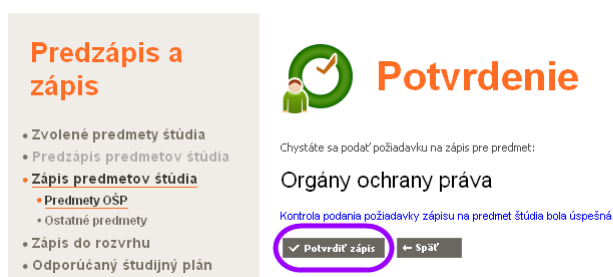 Predzápis a
zápis
• Zvolené predmety štúdia
• Predzápis predmetov štúdia
• Zápis predmetov štúdia
• Predmety OŠP
• Ostatné predmety
• Zápis do rozvrhu
• Odporúčaný študijný plán
Potvrdenie
Chystáte sa podať požiadavku na zápis pre predmet:
Orgány ochrany práva
Kontrola podania požiadavky zápisu na predmet štúdia bola úspešná
✓ Potvrdiť zápis
← Späť